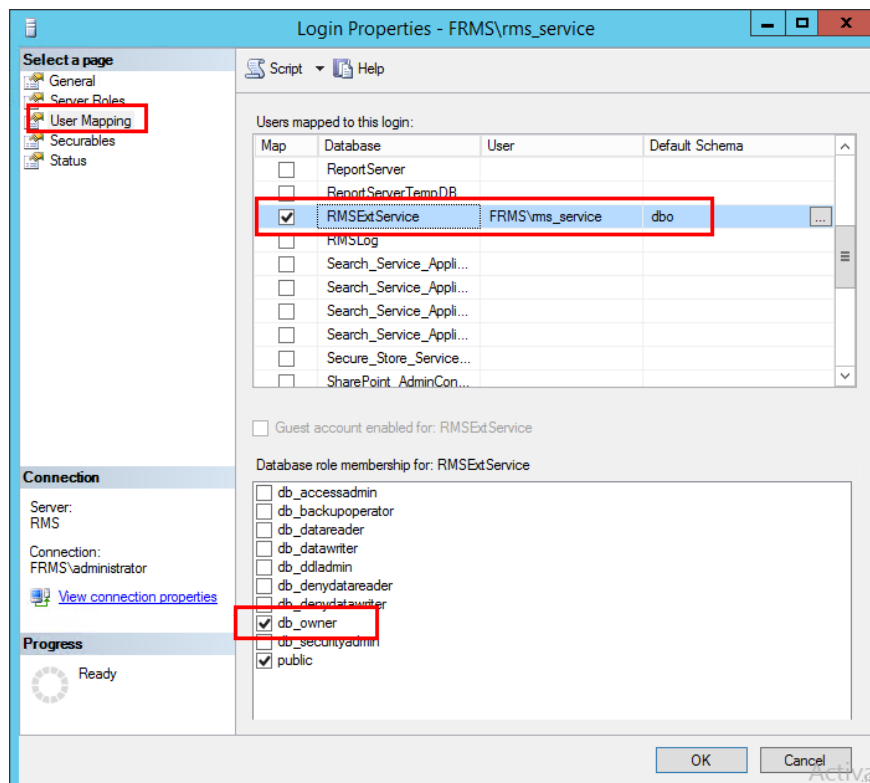 Login Properties - FRMS\rms_service
Select a page
General
Server Roles
User Mapping
Securables
Status
Script Help
Users mapped to this login:
Map Database User Default Schema
ReportServer
ReportServerTempDB
RMSExtService FRMS\rms_service dbo ...
RMSLog
Search_Service_Appli...
Search_Service_Appli...
Search_Service_Appli...
Search_Service_Appli...
Secure_Store_Service...
SharePoint_AdminCon...
Guest account enabled for: RMSExtService
Database role membership for: RMSExtService
db_accessadmin
db_backupoperator
db_datareader
db_datawriter
db_ddladmin
db_denydatareader
db_denydatawriter
db_owner
db_securityadmin
public
Connection
Server:
RMS
Connection:
FRMS\administrator
View connection properties
Progress
Ready
OK Cancel
Activa